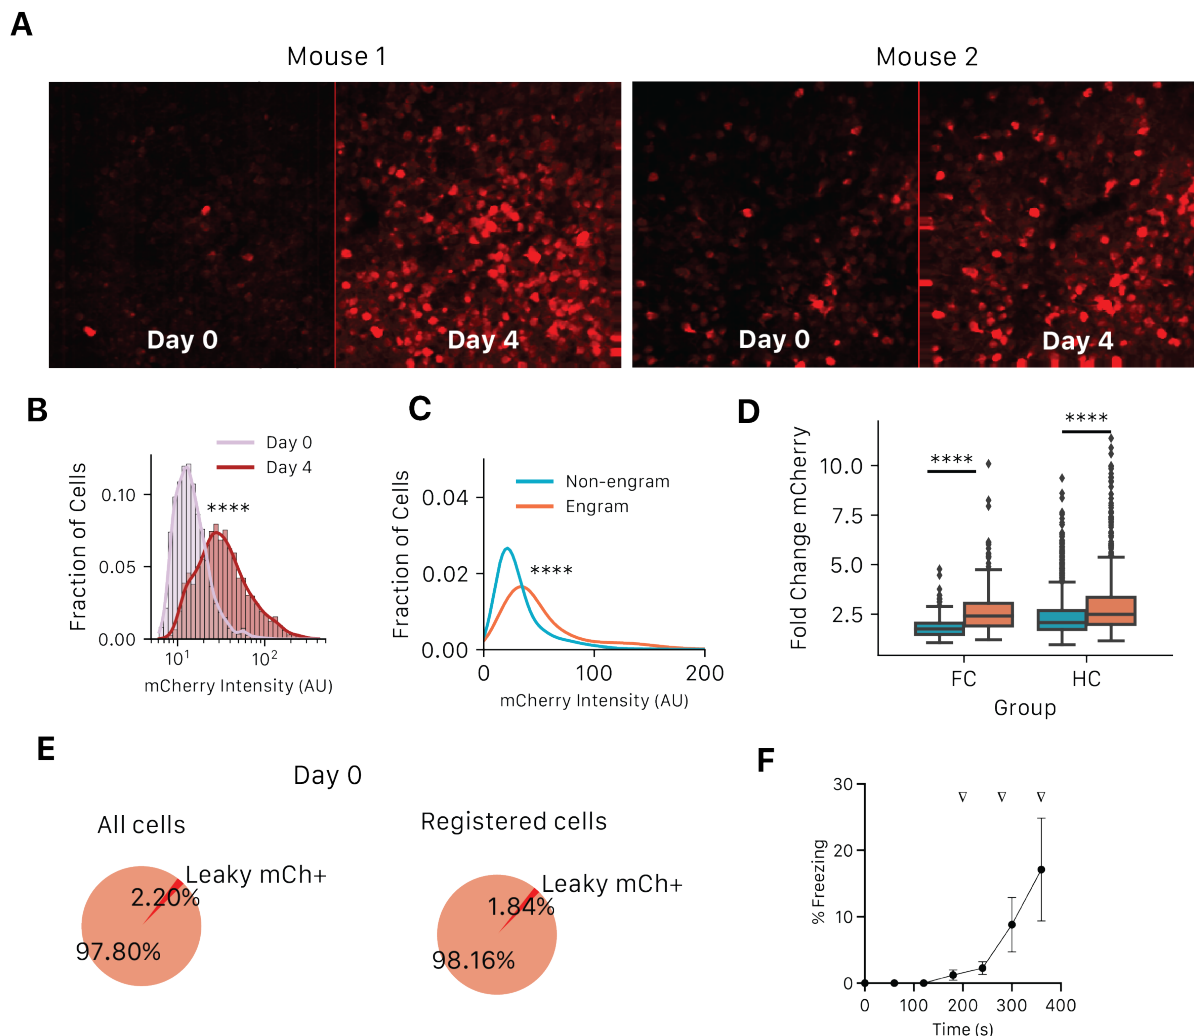 A
Mouse 1
Mouse 2
Day 0
Day 4
Day 0
Day 4
B
Day 0
Day 4
****
Fraction of Cells
0.10
0.05
0.00
10¹
10²
mCherry Intensity (AU)
C
Non-engram
Engram
****
Fraction of Cells
0.04
0.02
0.00
0
100
200
mCherry Intensity (AU)
D
****
****
Fold Change mCherry
10.0
7.5
5.0
2.5
FC
HC
Group
E
Day 0
All cells
Leaky mCh+
2.20%
97.80%
Registered cells
Leaky mCh+
1.84%
98.16%
F
% Freezing
30
20
10
0
0
100
200
300
400
Time (s)